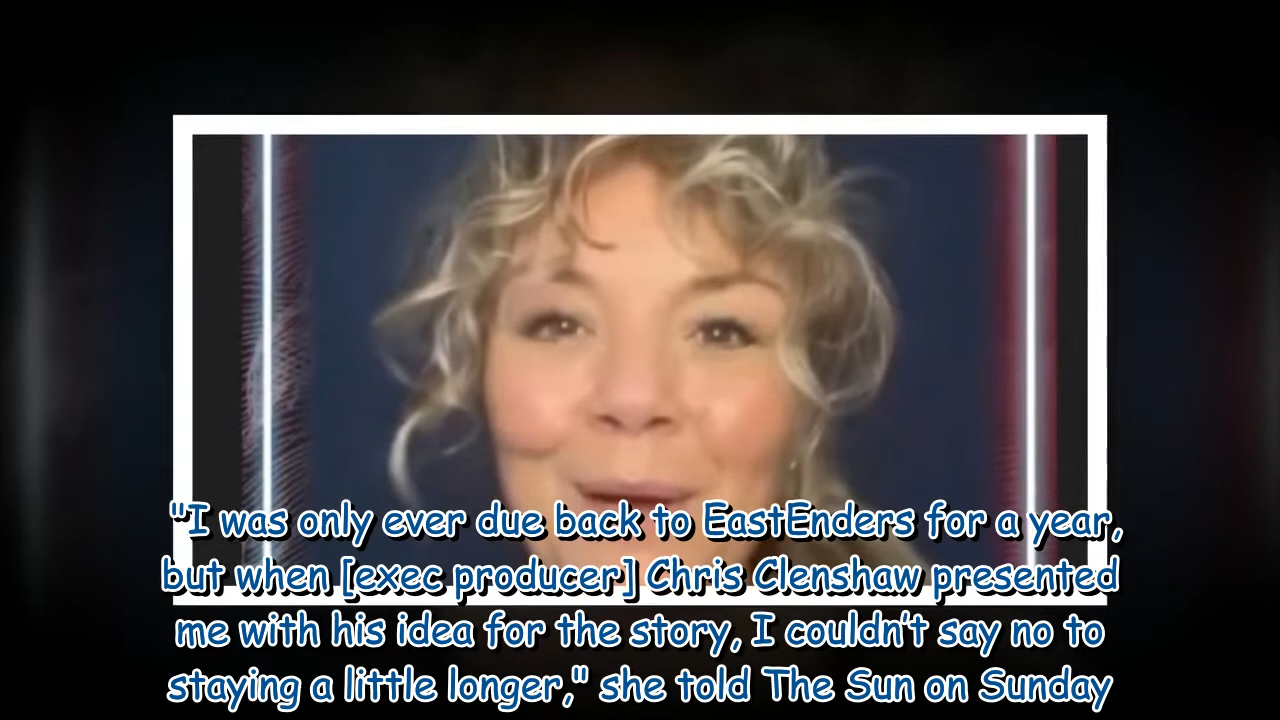 "I was only ever due back to EastEnders for a year,
but when [exec producer] Chris Clenshaw presented
me with his idea for the story, I couldn't say no to
staying a little longer," she told The Sun on Sunday